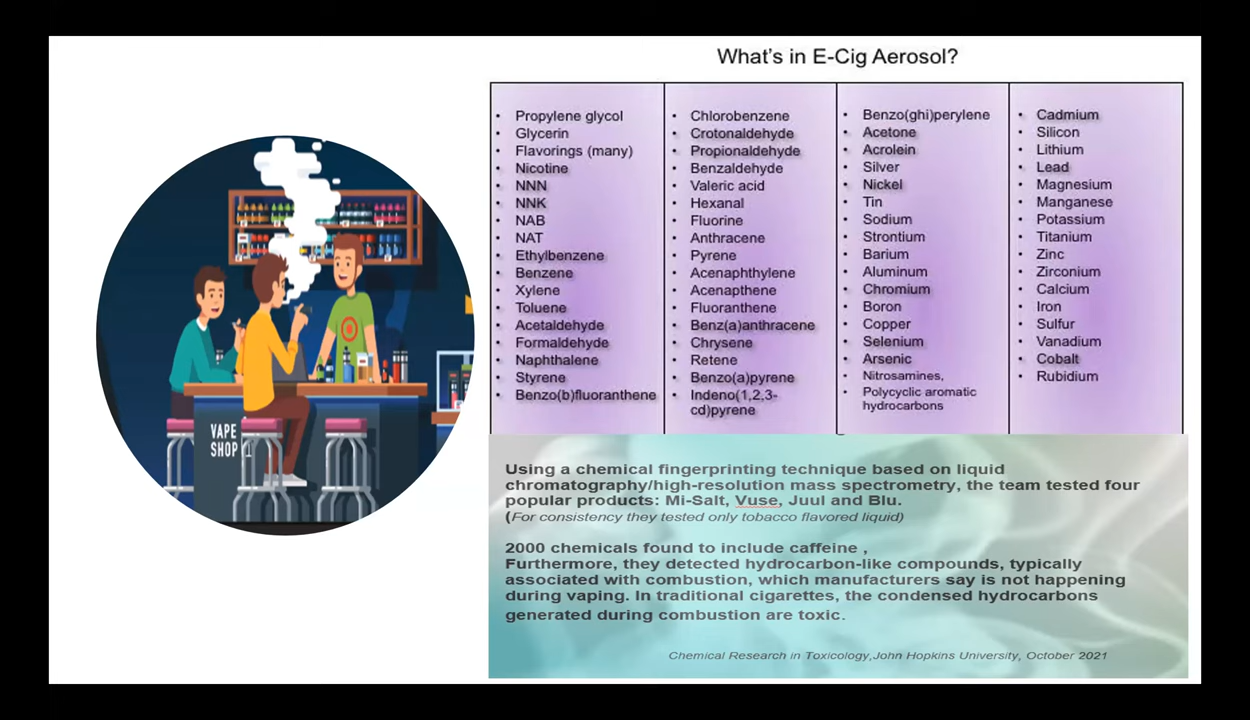 What's in E-Cig Aerosol?
• Propylene glycol
• Glycerin
• Flavorings (many)
• Nicotine
• NNN
• NNK
• NAB
• NAT
• Ethylbenzene
• Benzene
• Xylene
• Toluene
• Acetaldehyde
• Formaldehyde
• Naphthalene
• Styrene
• Benzo(b)fluoranthene
• Chlorobenzene
• Crotonaldehyde
• Propionaldehyde
• Benzaldehyde
• Valeric acid
• Hexanal
• Fluorine
• Anthracene
• Pyrene
• Acenaphthylene
• Acenapthene
• Fluoranthene
• Benz(a)anthracene
• Chrysene
• Retene
• Benzo(a)pyrene
• Indeno(1,2,3-
cd)pyrene
• Benzo(ghi)perylene
• Acetone
• Acrolein
• Silver
• Nickel
• Tin
• Sodium
• Strontium
• Barium
• Aluminum
• Chromium
• Boron
• Copper
• Selenium
• Arsenic
• Nitrosamines,
• Polycyclic aromatic
hydrocarbons
• Cadmium
• Silicon
• Lithium
• Lead
• Magnesium
• Manganese
• Potassium
• Titanium
• Zinc
• Zirconium
• Calcium
• Iron
• Sulfur
• Vanadium
• Cobalt
• Rubidium
VAPE
SHOP
Using a chemical fingerprinting technique based on liquid
chromatography/high-resolution mass spectrometry, the team tested four
popular products: Mi-Salt, Vuse, Juul and Blu.
(For consistency they tested only tobacco flavored liquid)
2000 chemicals found to include caffeine ,
Furthermore, they detected hydrocarbon-like compounds, typically
associated with combustion, which manufacturers say is not happening
during vaping. In traditional cigarettes, the condensed hydrocarbons
generated during combustion are toxic.
Chemical Research in Toxicology,John Hopkins University, October 2021